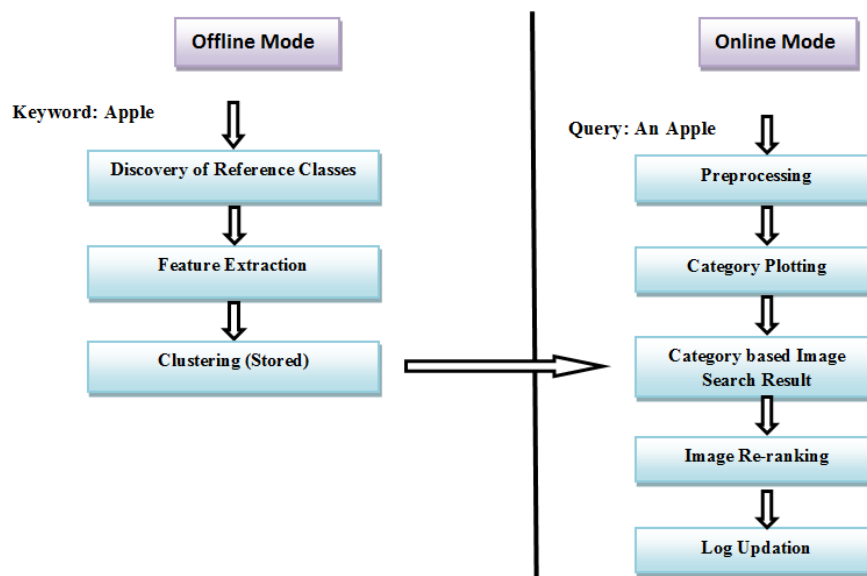 Offline Mode
Keyword: Apple
Discovery of Reference Classes
Feature Extraction
Clustering (Stored)
Online Mode
Query: An Apple
Preprocessing
Category Plotting
Category based Image
Search Result
Image Re-ranking
Log Updation